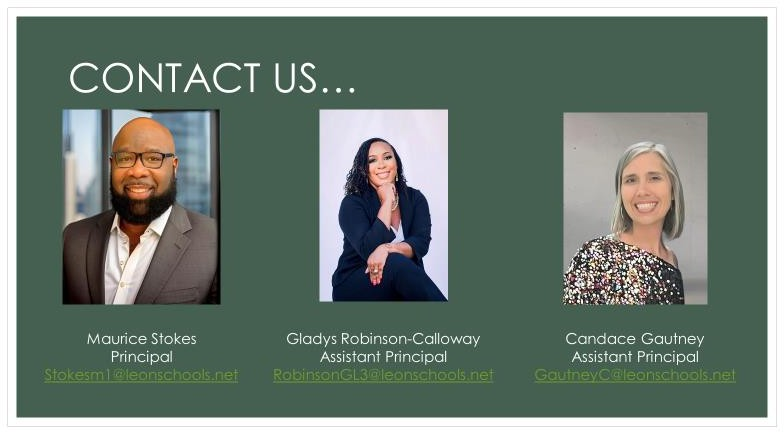 CONTACT US…
Maurice Stokes
Principal
Stokesm1@leonschools.net
Gladys Robinson-Calloway
Assistant Principal
RobinsonGL3@leonschools.net
Candace Gautney
Assistant Principal
GautneyC@leonschools.net